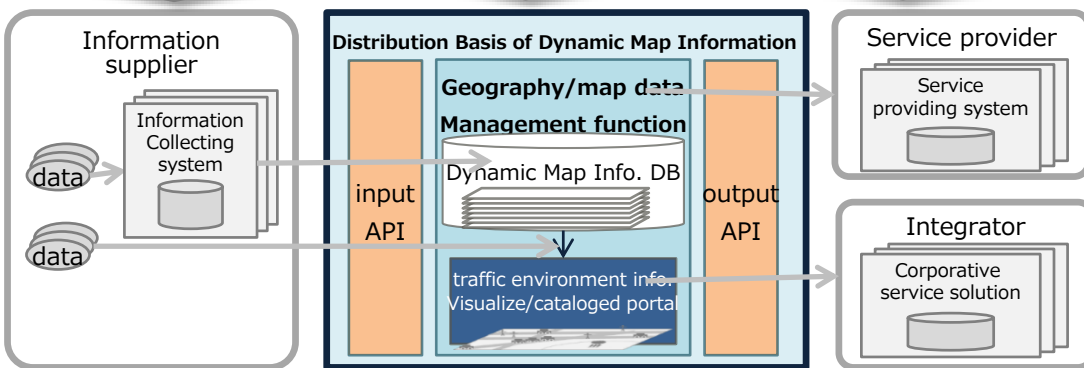 Information
supplier
Information
Collecting
system
data
data
Distribution Basis of Dynamic Map Information
input
API
Geography/map data
Management function
Dynamic Map Info. DB
traffic environment info.
Visualize/cataloged portal
output
API
Service provider
Service
providing system
Integrator
Corporative
service solution